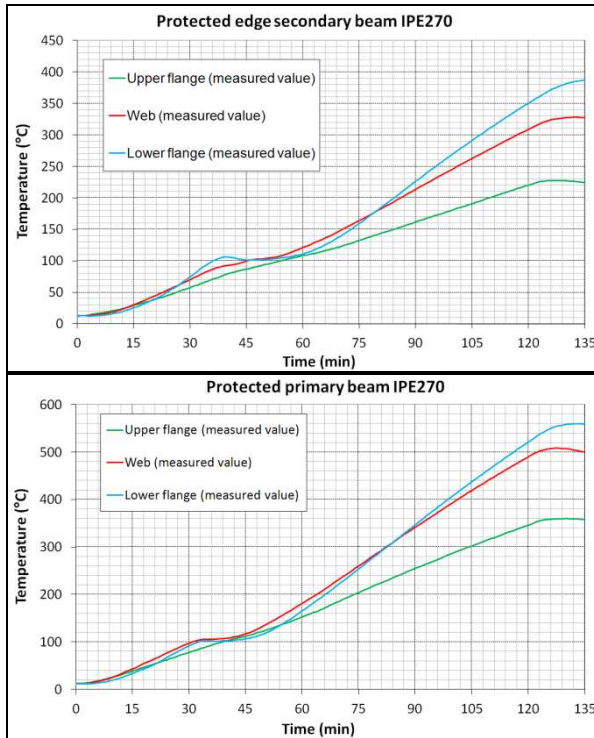 Protected edge secondary beam IPE270
450
400
350
300
250
200
150
100
50
0
Temperature (°C)
Upper flange (measured value)
Web (measured value)
Lower flange (measured value)
0 15 30 45 60 75 90 105 120 135
Time (min)
Protected primary beam IPE270
600
500
400
300
200
100
0
Temperature (°C)
Upper flange (measured value)
Web (measured value)
Lower flange (measured value)
0 15 30 45 60 75 90 105 120 135
Time (min)